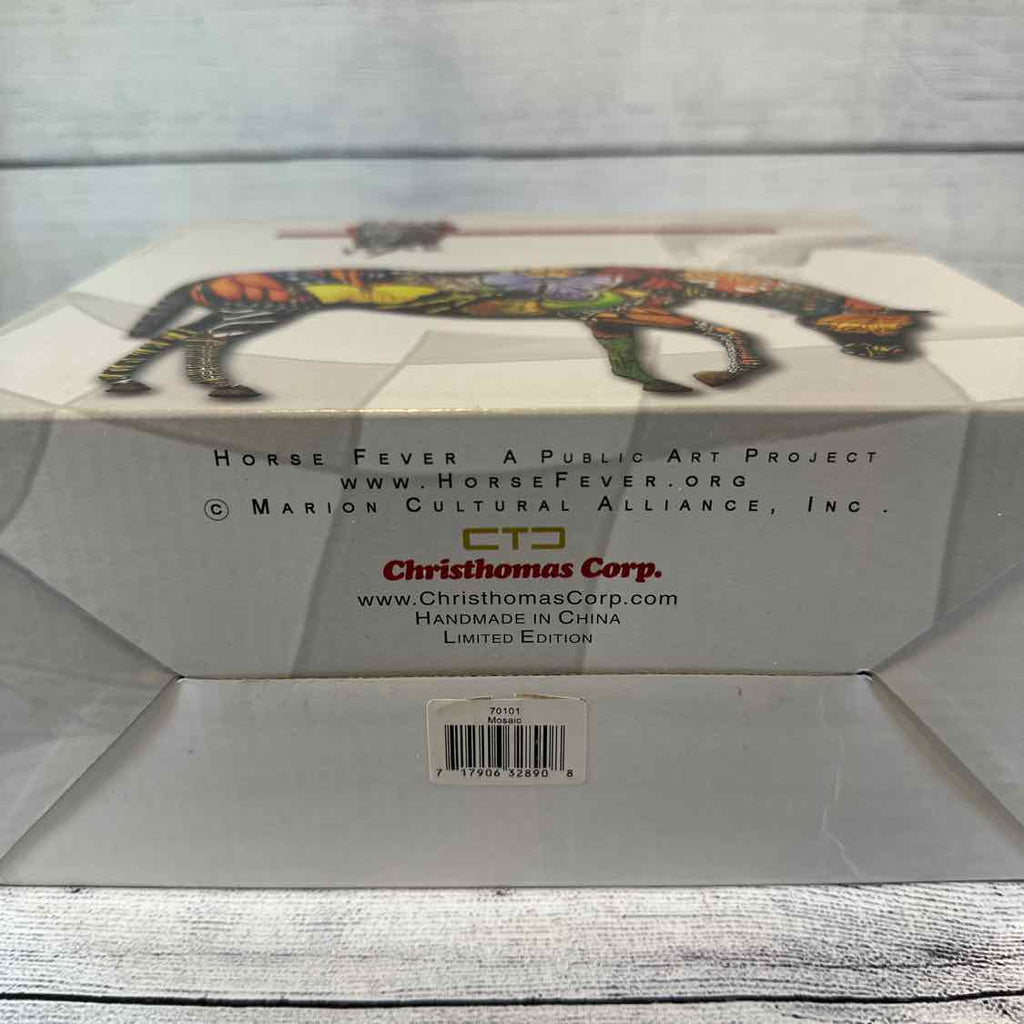 Horse Fever A Public Art Project
www.HorseFever.org
© Marion Cultural Alliance, Inc.
CTC
Christhomas Corp.
www.ChristhomasCorp.com
Handmade in China
Limited Edition
70101
Mosaic
7 17906 32890 8